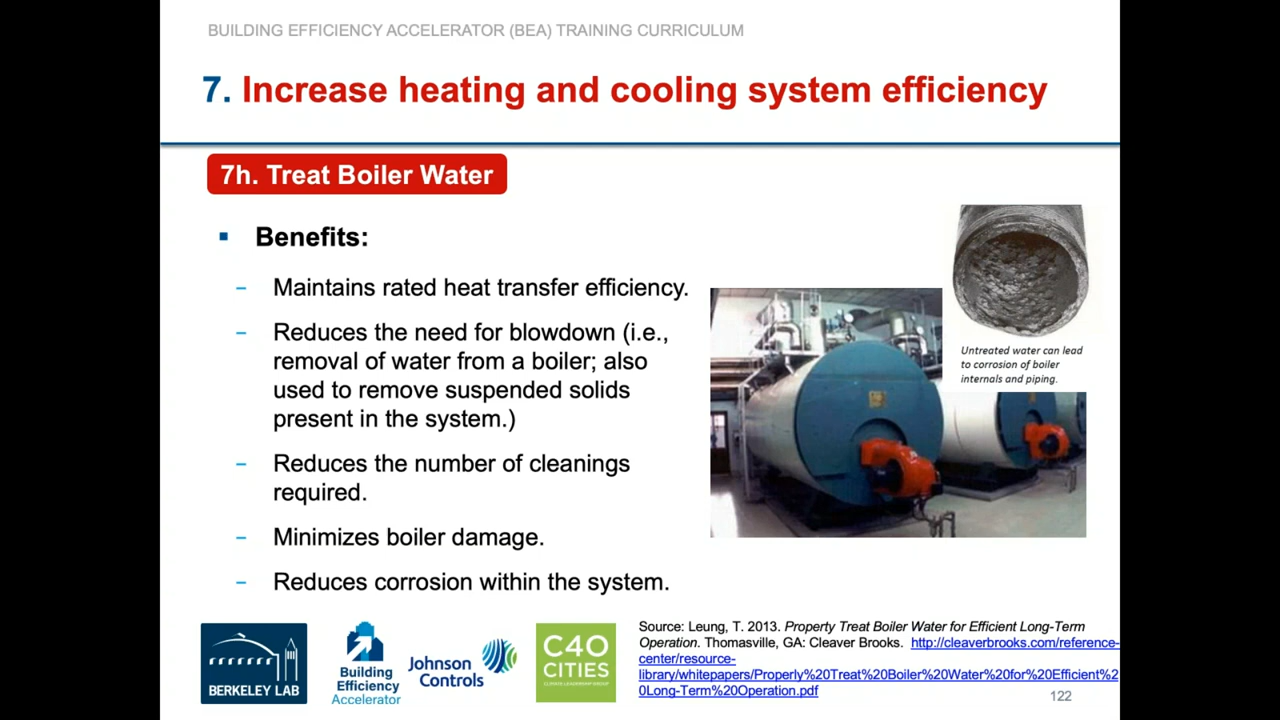 BUILDING EFFICIENCY ACCELERATOR (BEA) TRAINING CURRICULUM
7. Increase heating and cooling system efficiency
7h. Treat Boiler Water
▪ Benefits:
– Maintains rated heat transfer efficiency.
– Reduces the need for blowdown (i.e.,
removal of water from a boiler; also
used to remove suspended solids
present in the system.)
– Reduces the number of cleanings
required.
– Minimizes boiler damage.
– Reduces corrosion within the system.
Untreated water can lead
to corrosion of boiler
internals and piping.
BERKELEY LAB
Building
Efficiency
Accelerator
Johnson
Controls
C40
CITIES
CLIMATE LEADERSHIP GROUP
Source: Leung, T. 2013. Property Treat Boiler Water for Efficient Long-Term
Operation. Thomasville, GA: Cleaver Brooks. http://cleaverbrooks.com/reference-
center/resource-
library/whitepapers/Properly%20Treat%20Boiler%20Water%20for%20Efficient%2
0Long-Term%20Operation.pdf
122